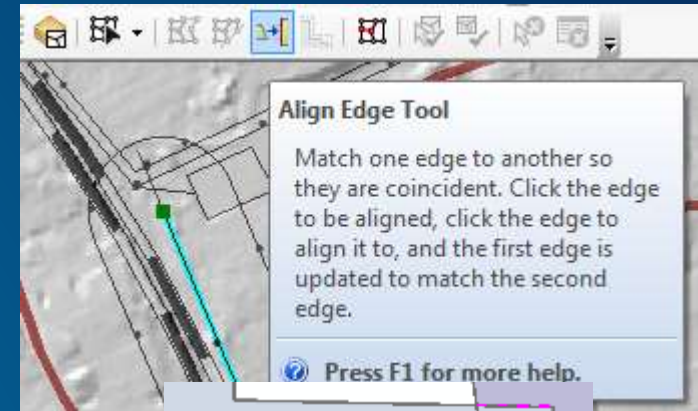 Align Edge Tool
Match one edge to another so
they are coincident. Click the edge
to be aligned, click the edge to
align it to, and the first edge is
updated to match the second
edge.
Press F1 for more help.